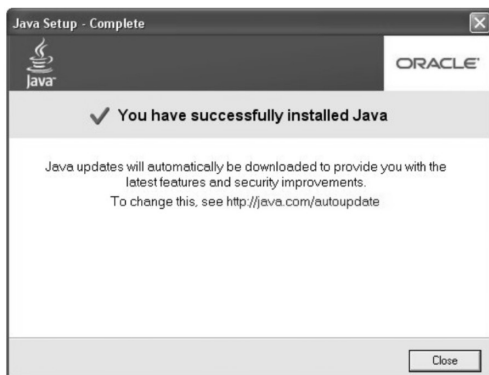 Java Setup - Complete
Java
ORACLE
You have successfully installed Java
Java updates will automatically be downloaded to provide you with the
latest features and security improvements.
To change this, see http://java.com/autoupdate
Close